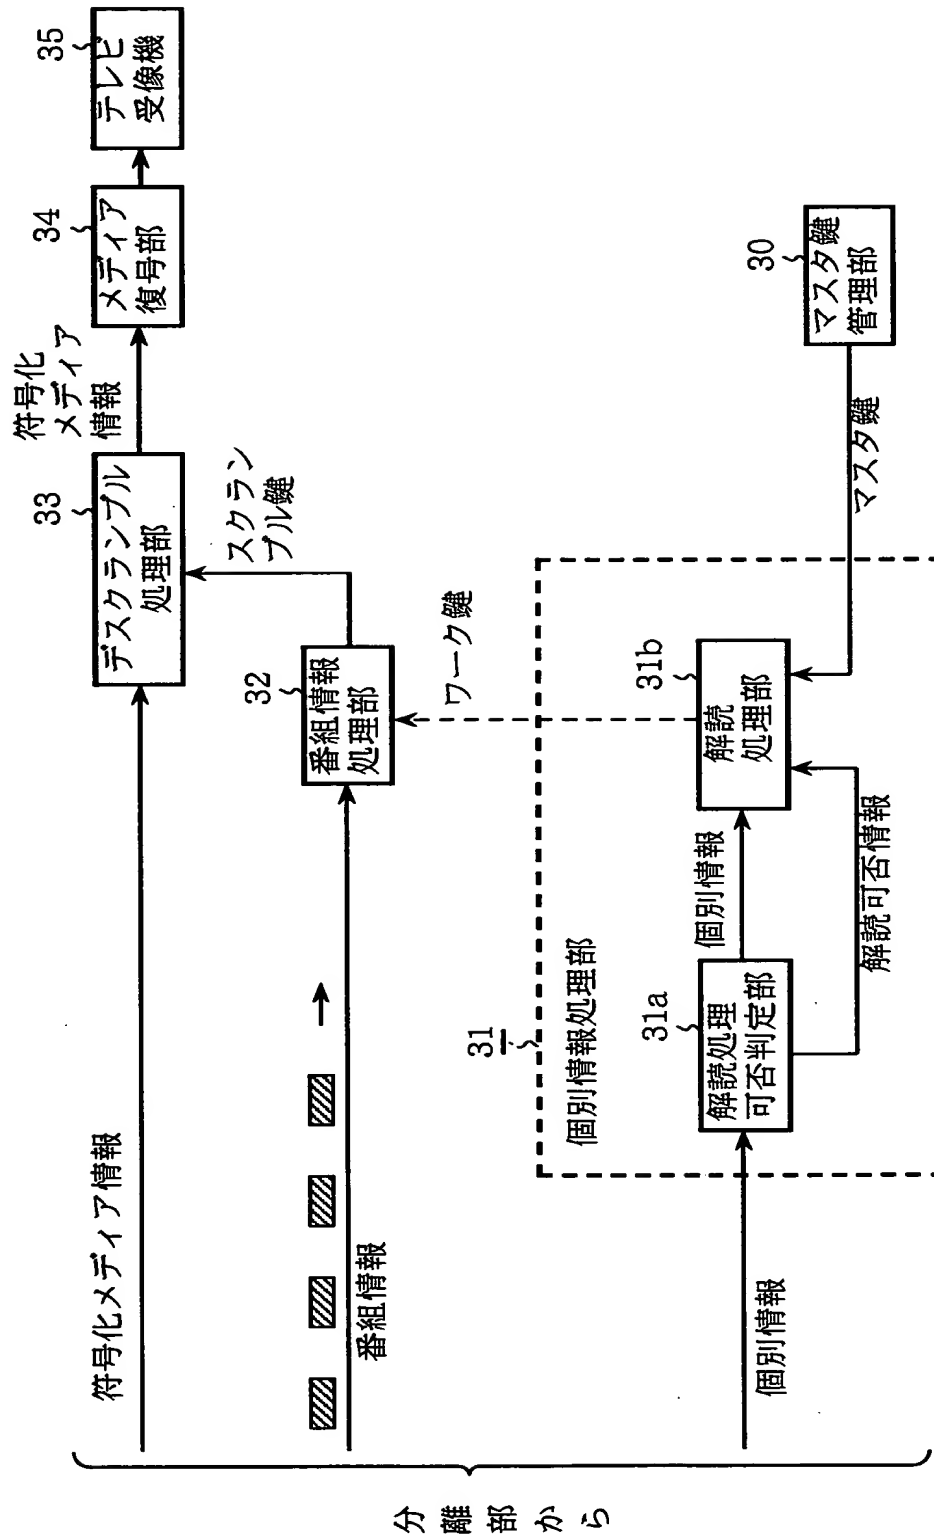 分離部から
符号化メディア情報
33
デスクランブル
処理部
符号化
メディア
情報
34
メディア
復号部
35
テレビ
受像機
番組情報
32
番組情報
処理部
スクラン
ブル鍵
ワーク鍵
31
個別情報処理部
個別情報
31a
解読処理
可否判定部
個別情報
解読可否情報
31b
解読
処理部
マスタ鍵
30
マスタ鍵
管理部